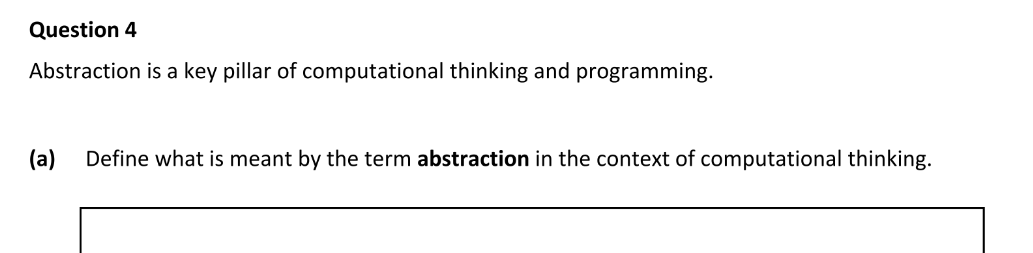 Question 4
Abstraction is a key pillar of computational thinking and programming.
(a) Define what is meant by the term abstraction in the context of computational thinking.